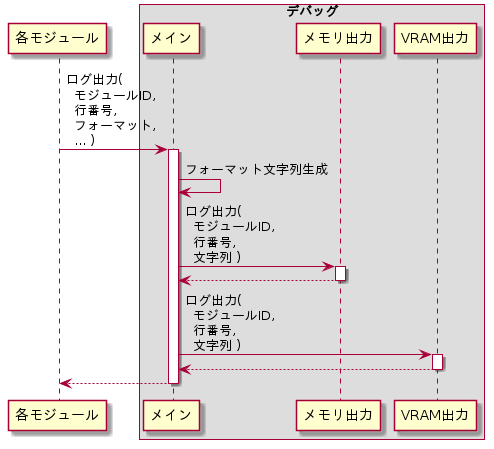 デバッグ
各モジュール
メイン
メモリ出力
VRAM出力
ログ出力(
モジュールID,
行番号,
フォーマット,
... )
フォーマット文字列生成
ログ出力(
モジュールID,
行番号,
文字列 )
ログ出力(
モジュールID,
行番号,
文字列 )
各モジュール
メイン
メモリ出力
VRAM出力